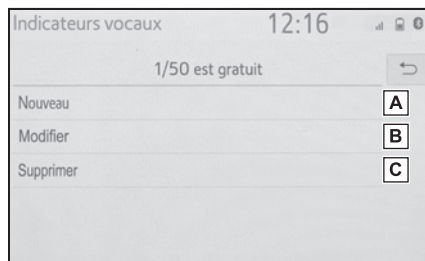 Indicateurs vocaux 12:16
1/50 est gratuit
Nouveau A
Modifier B
Supprimer C